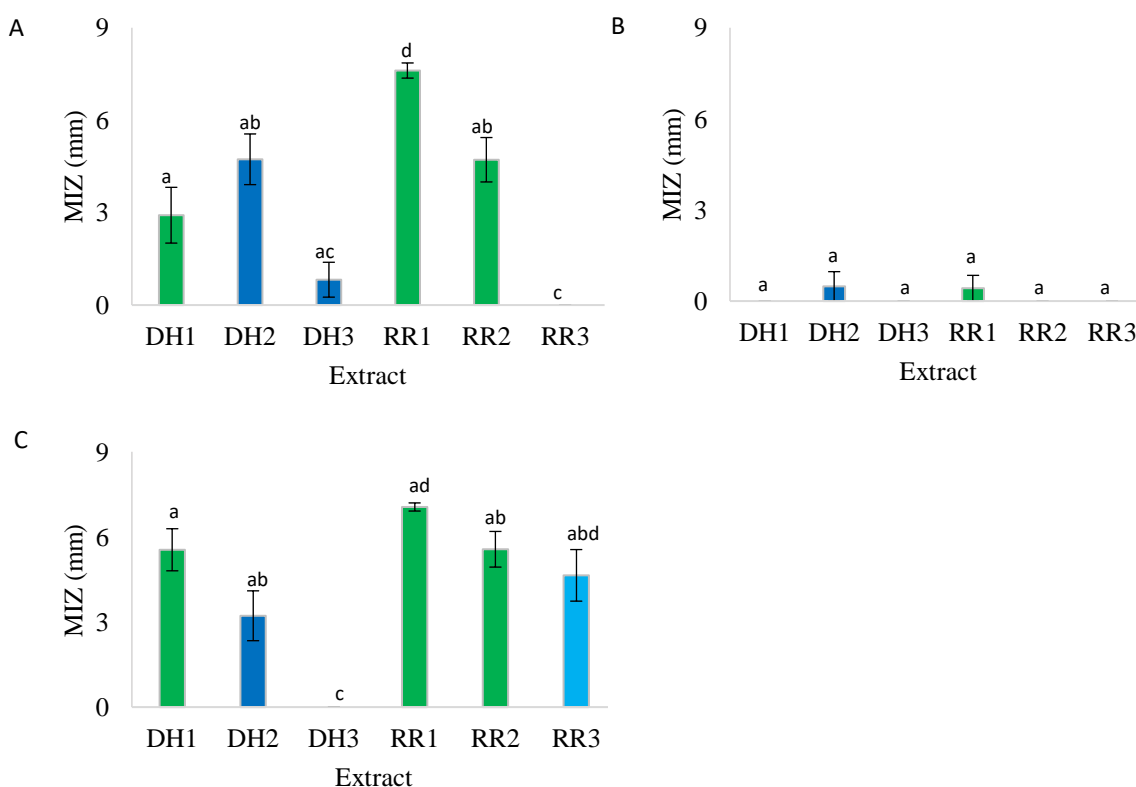 A
MIZ (mm)
9
6
3
0
a
ab
ac
d
ab
c
DH1 DH2 DH3 RR1 RR2 RR3
Extract
B
MIZ (mm)
9
6
3
0
a
a
a
a
a
a
DH1 DH2 DH3 RR1 RR2 RR3
Extract
C
MIZ (mm)
9
6
3
0
a
ab
c
ad
ab
abd
DH1 DH2 DH3 RR1 RR2 RR3
Extract